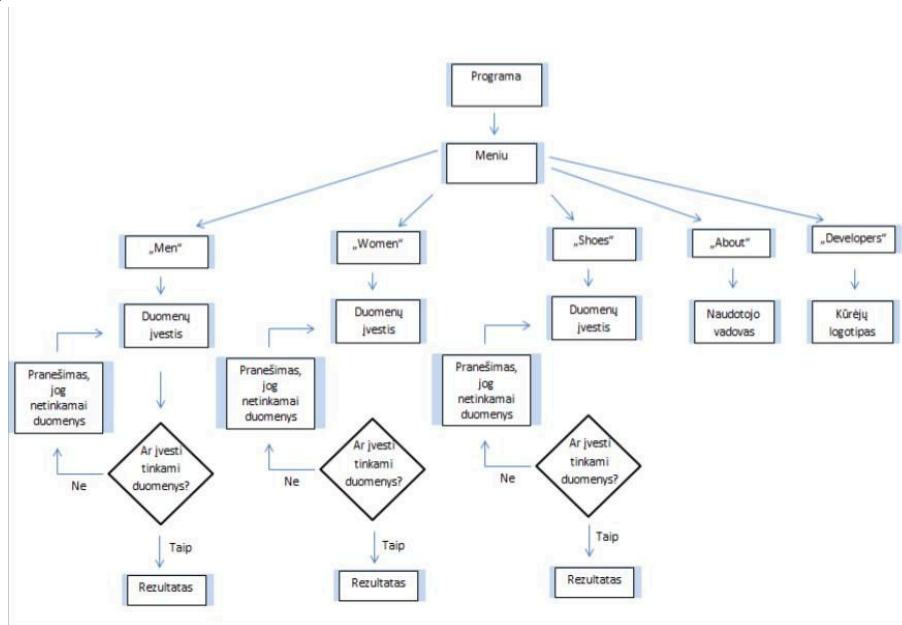 Programa
Meniu
„Men“
„Women“
„Shoes“
„About“
„Developers“
Duomenų
įvestis
Duomenų
įvestis
Duomenų
įvestis
Naudotojo
vadovas
Kūrėjų
logotipas
Pranešimas,
jog
netinkamai
duomenys
Pranešimas,
jog
netinkamai
duomenys
Pranešimas,
jog
netinkamai
duomenys
Ar įvesti
tinkami
duomenys?
Ne
Ar įvesti
tinkami
duomenys?
Ne
Ar įvesti
tinkami
duomenys?
Ne
Taip
Taip
Taip
Rezultatas
Rezultatas
Rezultatas